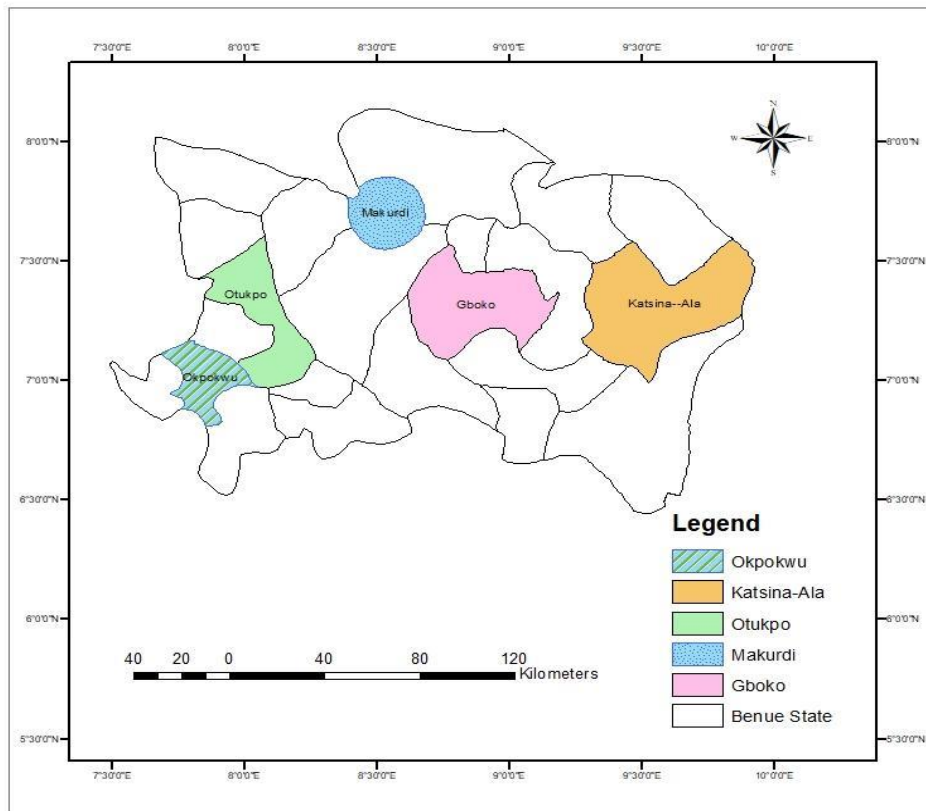 7°30'0"E 8°0'0"E 8°30'0"E 9°0'0"E 9°30'0"E 10°0'0"E
N
W E
S
8°0'0"N 8°0'0"N
Makurdi
7°30'0"N 7°30'0"N
Otukpo
Gboko
Katsina--Ala
Okpokwu
7°0'0"N 7°0'0"N
6°30'0"N 6°30'0"N
Legend
Okpokwu
Katsina-Ala
Otukpo
Makurdi
Gboko
Benue State
6°0'0"N 6°0'0"N
40 20 0 40 80 120
Kilometers
5°30'0"N 5°30'0"N
7°30'0"E 8°0'0"E 8°30'0"E 9°0'0"E 9°30'0"E 10°0'0"E